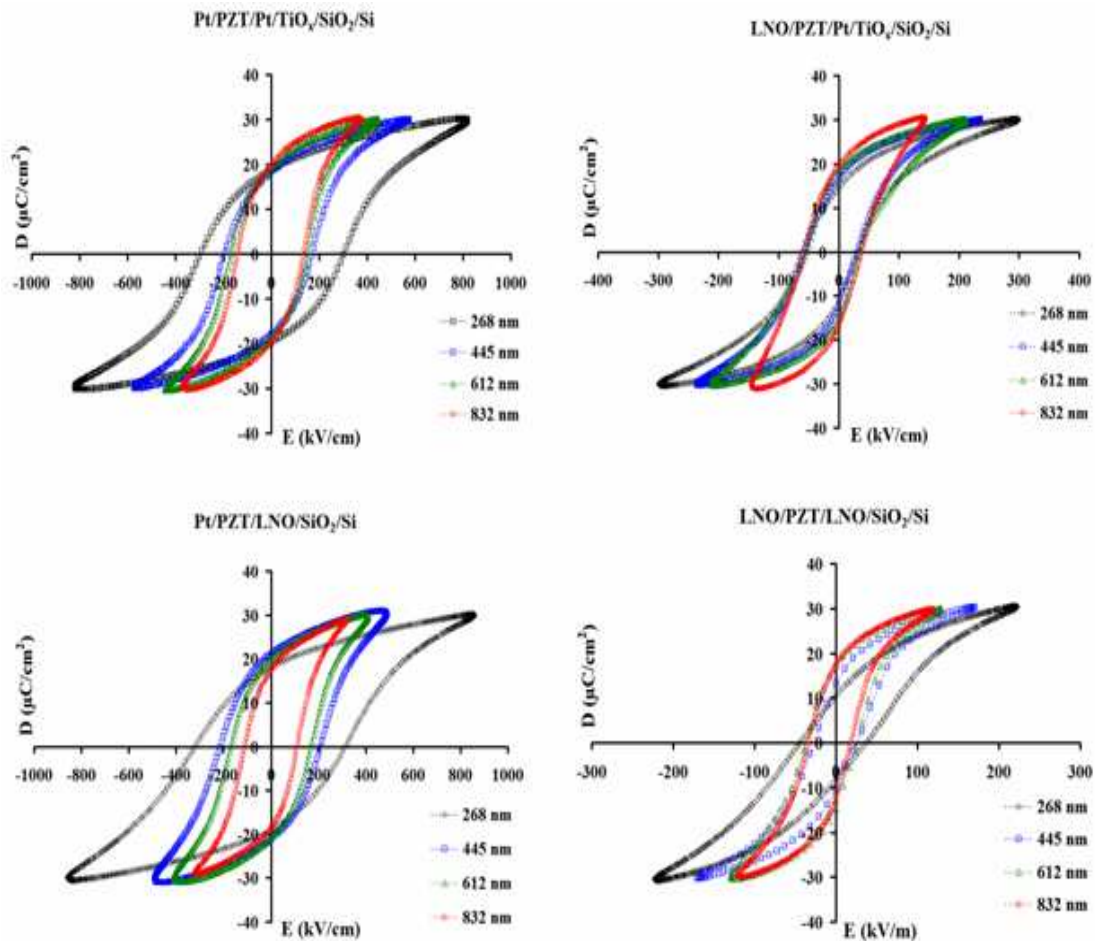 Pt/PZT/Pt/TiOₓ/SiO₂/Si
40
30
20
10
0
-10
-20
-30
-40
-1000 -800 -600 -400 -200 0 200 400 600 800 1000
D (µC/cm²)
E (kV/cm)
268 nm
445 nm
612 nm
832 nm
LNO/PZT/Pt/TiOₓ/SiO₂/Si
40
30
20
10
0
-10
-20
-30
-40
-400 -300 -200 -100 0 100 200 300 400
D (µC/cm²)
E (kV/cm)
268 nm
445 nm
612 nm
832 nm
Pt/PZT/LNO/SiO₂/Si
40
30
20
10
0
-10
-20
-30
-40
-1000 -800 -600 -400 -200 0 200 400 600 800 1000
D (µC/cm²)
E (kV/cm)
268 nm
445 nm
612 nm
832 nm
LNO/PZT/LNO/SiO₂/Si
40
30
20
10
0
-10
-20
-30
-40
-300 -200 -100 0 100 200 300
D (µC/cm²)
E (kV/m)
268 nm
445 nm
612 nm
832 nm